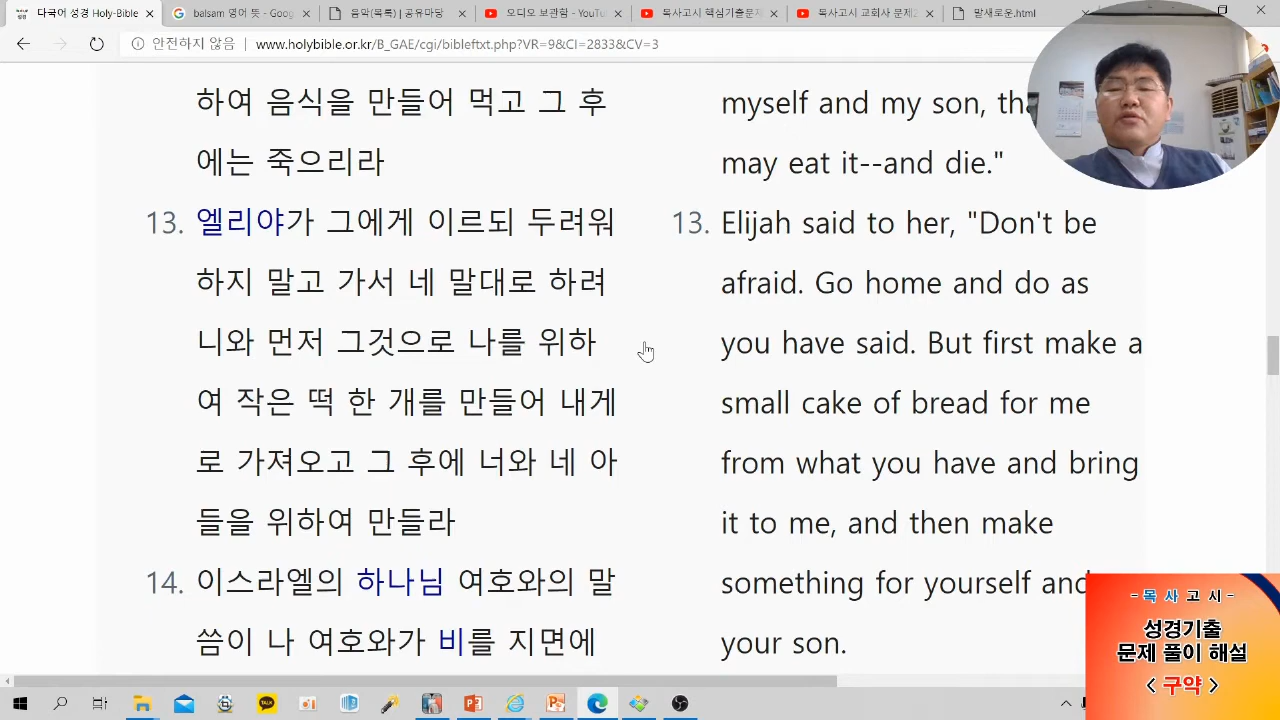 다국어 성경 Holy-Bible
balsam 영어 뜻 - Goog
음악(목록) | 공유마당
오디오 보관함 - YouTu
목사고시 핵심기출문
목사고시 교회사 문제2
말새로운.html
안전하지 않음 | www.holybible.or.kr/B_GAE/cgi/bibleftxt.php?VR=9&CI=2833&CV=3
하여 음식을 만들어 먹고 그 후
에는 죽으리라
13. 엘리야가 그에게 이르되 두려워
하지 말고 가서 네 말대로 하려
니와 먼저 그것으로 나를 위하
여 작은 떡 한 개를 만들어 내게
로 가져오고 그 후에 너와 네 아
들을 위하여 만들라
14. 이스라엘의 하나님 여호와의 말
씀이 나 여호와가 비를 지면에
myself and my son, tha
may eat it--and die."
13. Elijah said to her, "Don't be
afraid. Go home and do as
you have said. But first make a
small cake of bread for me
from what you have and bring
it to me, and then make
something for yourself and
your son.
- 목 사 고 시 -
성경기출
문제 풀이 해설
< 구약 >
TALK